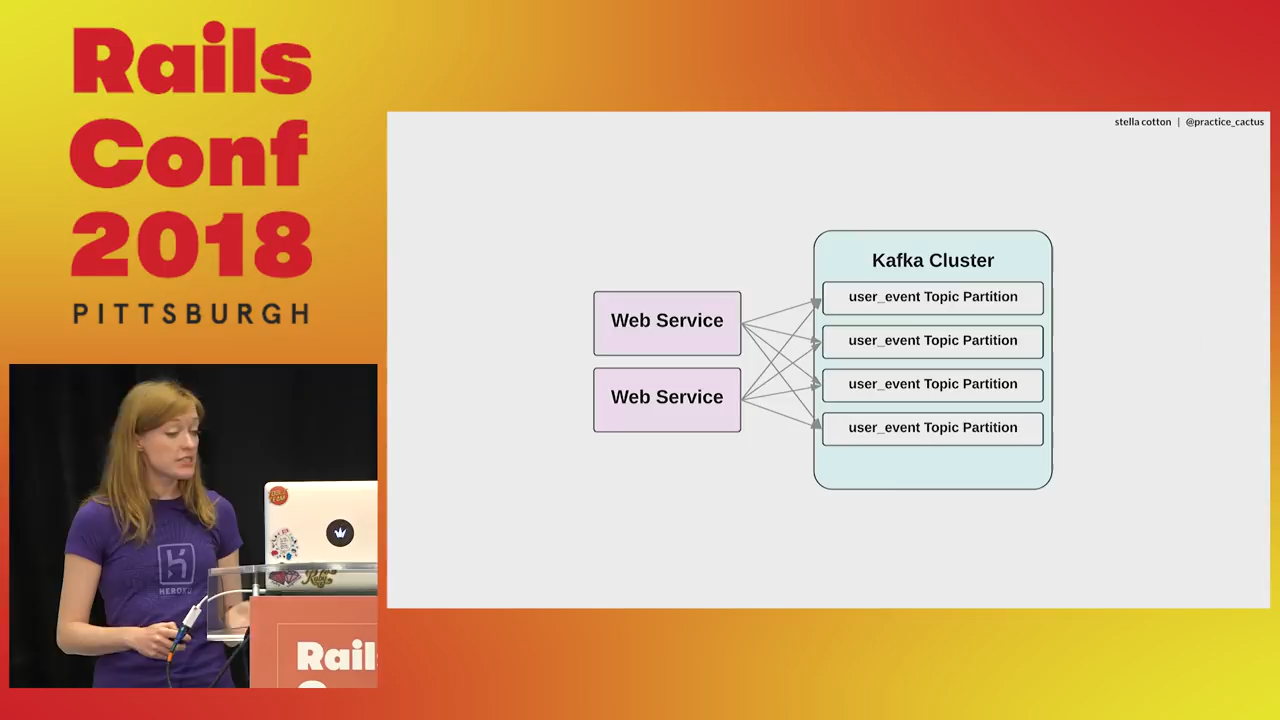 Rails
Conf
2018
PITTSBURGH
stella cotton | @practice_cactus
Kafka Cluster
user_event Topic Partition
user_event Topic Partition
user_event Topic Partition
user_event Topic Partition
Web Service
Web Service
HEROKU
Ruby
Rail